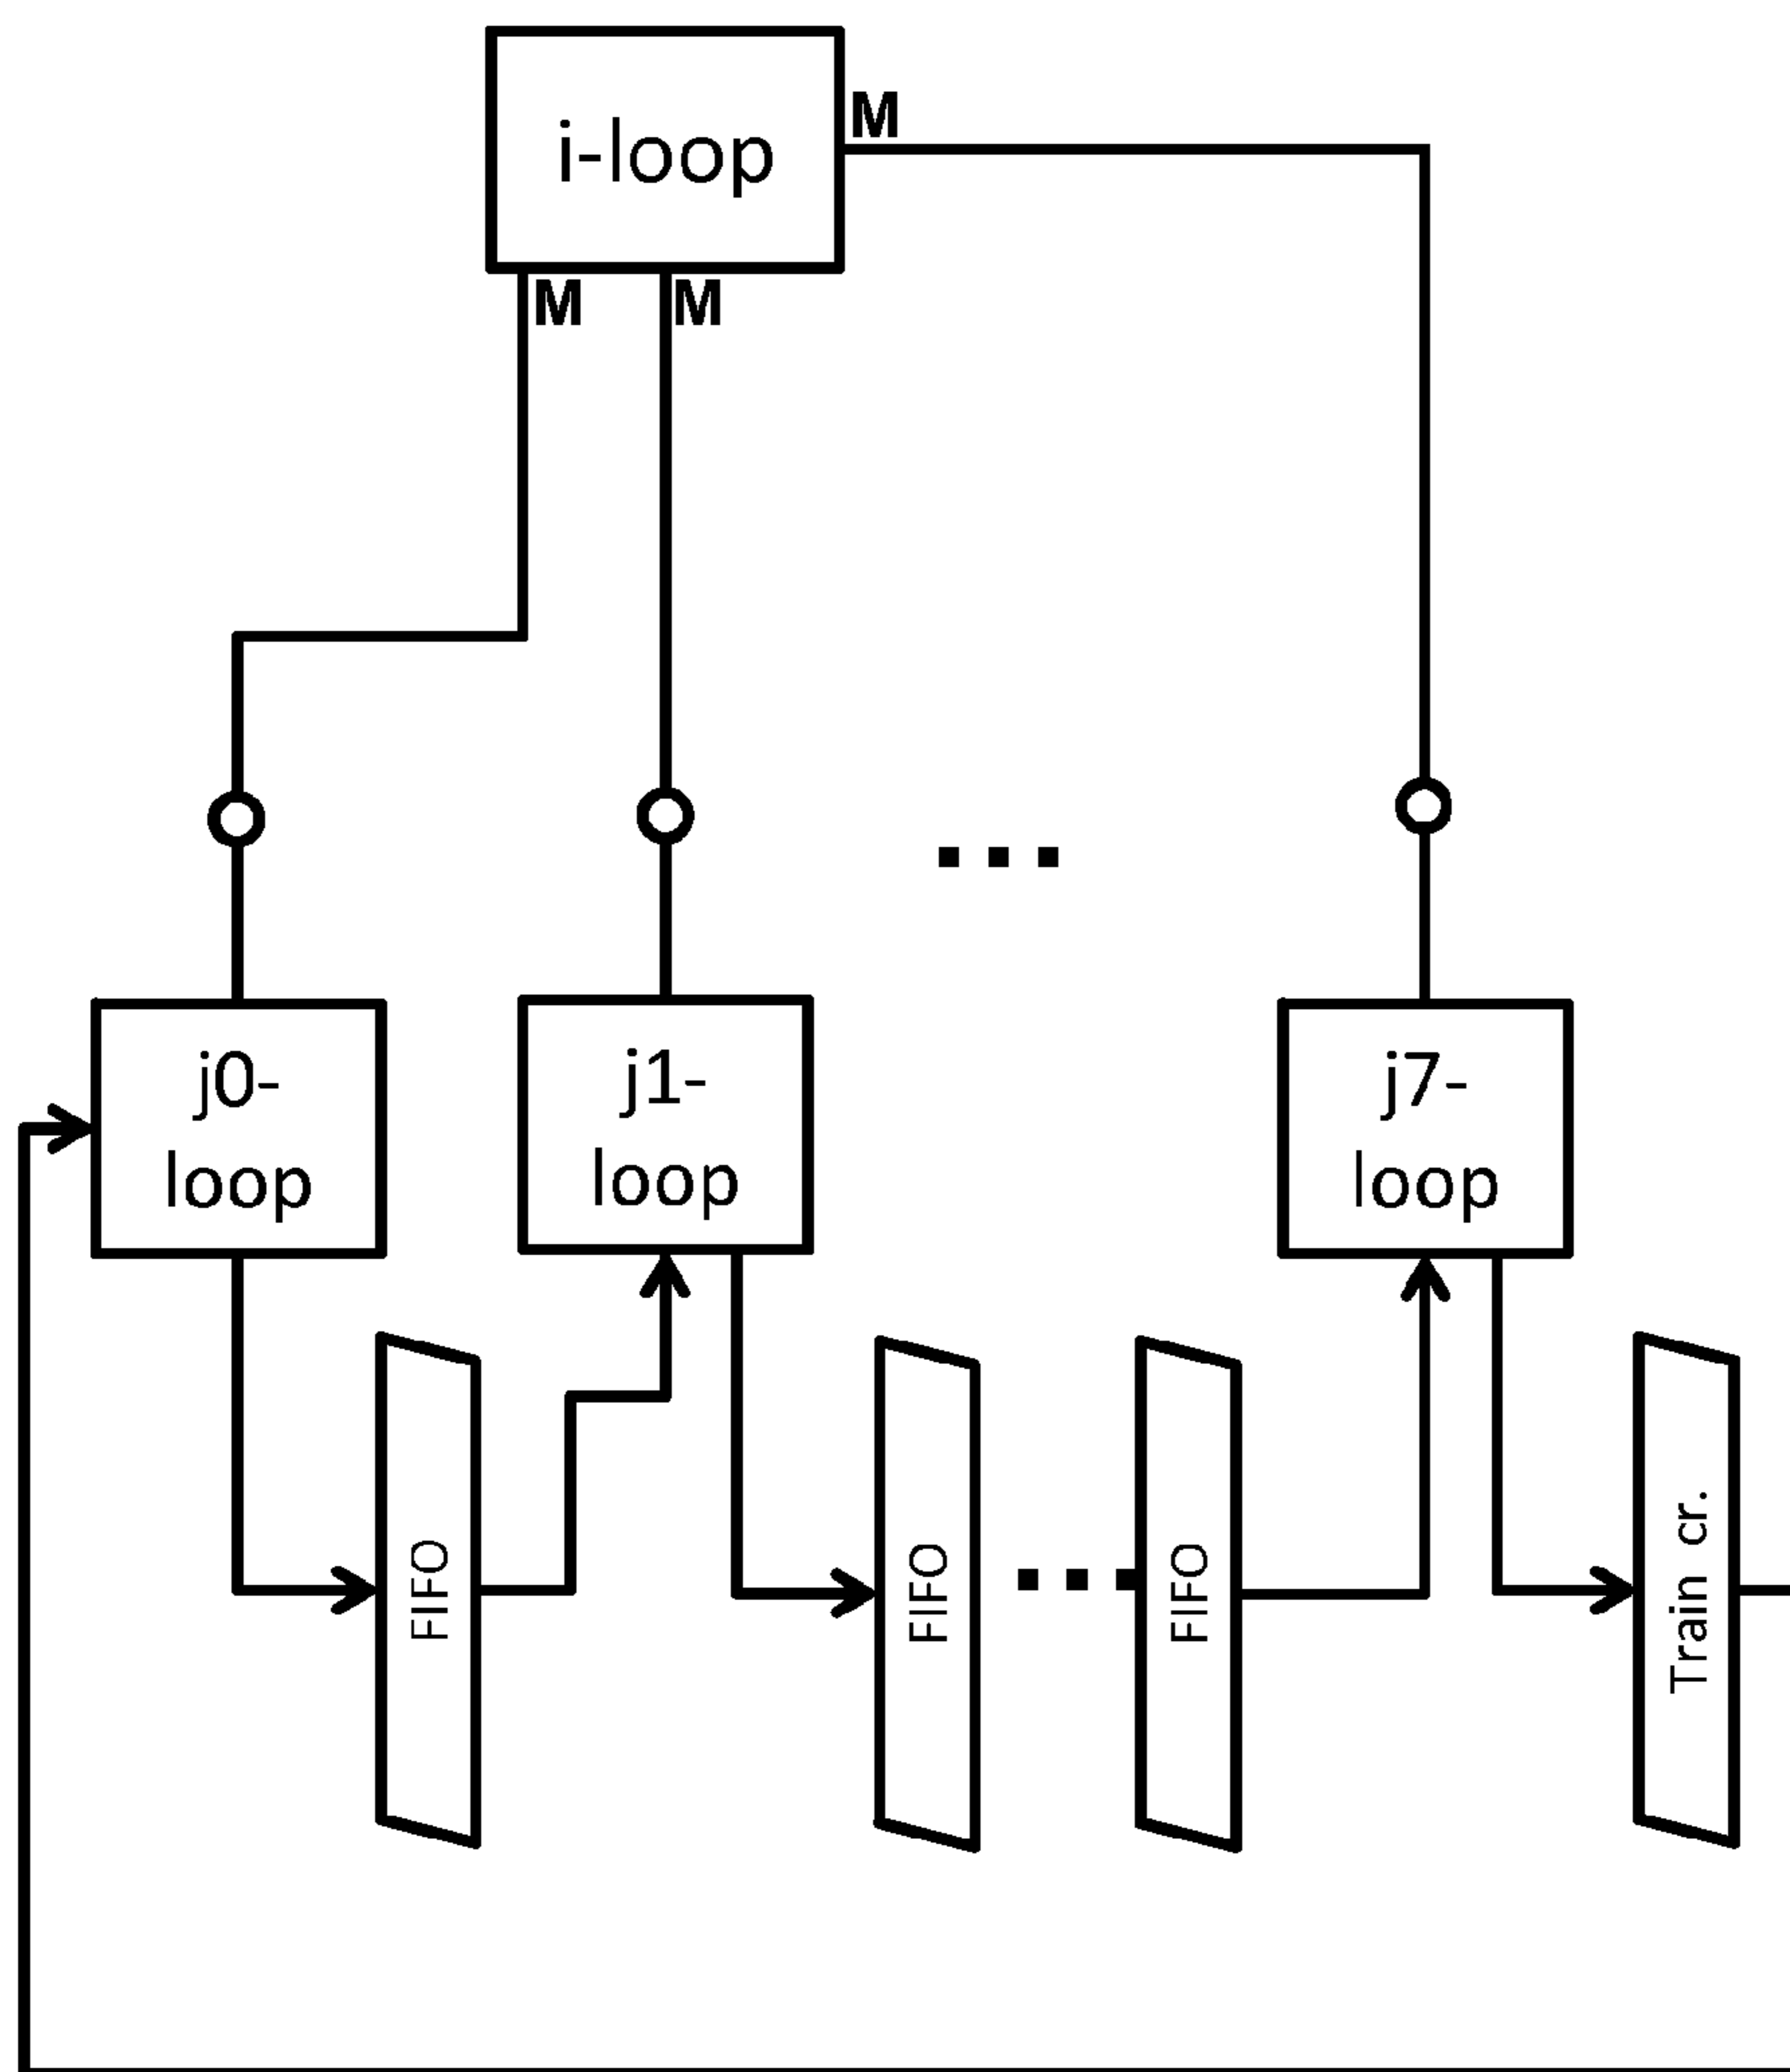 i-loop
M
M
M
j0-
loop
j1-
loop
...
j7-
loop
FIFO
FIFO
...
FIFO
Train cr.